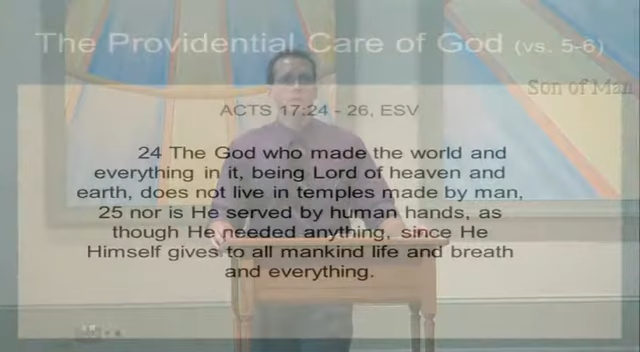 The Providential Care of God (vs. 5-6)
Son of Man
ACTS 17:24 - 26, ESV
24 The God who made the world and
everything in it, being Lord of heaven and
earth, does not live in temples made by man,
25 nor is He served by human hands, as
though He needed anything, since He
Himself gives to all mankind life and breath
and everything.